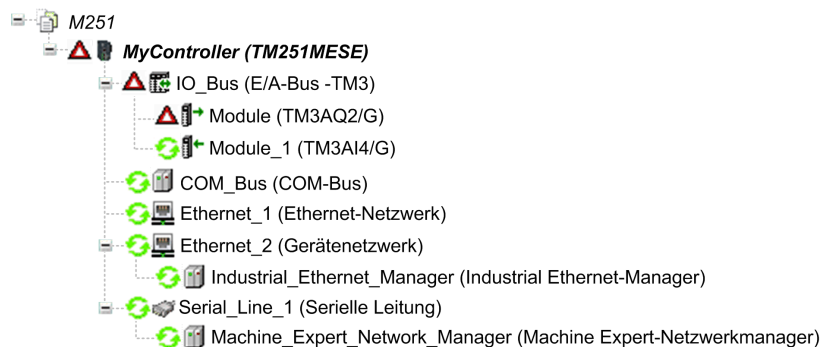 M251
MyController (TM251MESE)
IO_Bus (E/A-Bus -TM3)
Module (TM3AQ2/G)
Module_1 (TM3AI4/G)
COM_Bus (COM-Bus)
Ethernet_1 (Ethernet-Netzwerk)
Ethernet_2 (Gerätenetzwerk)
Industrial_Ethernet_Manager (Industrial Ethernet-Manager)
Serial_Line_1 (Serielle Leitung)
Machine_Expert_Network_Manager (Machine Expert-Netzwerkmanager)